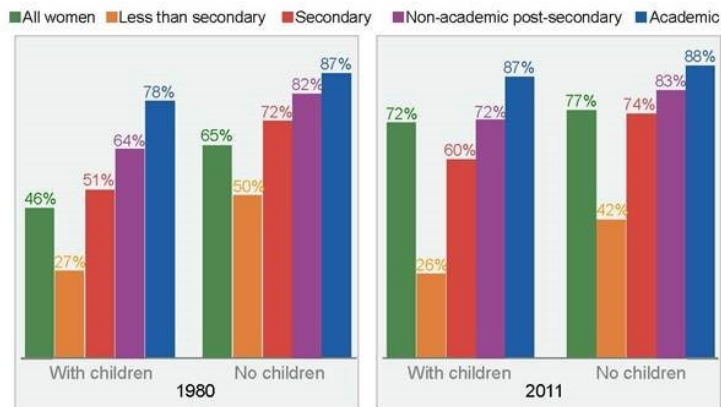 All women Less than secondary Secondary Non-academic post-secondary Academic
46% 27% 51% 64% 78% 65% 50% 72% 82% 87%
With children No children
1980
72% 26% 60% 72% 87% 77% 42% 74% 83% 88%
With children No children
2011